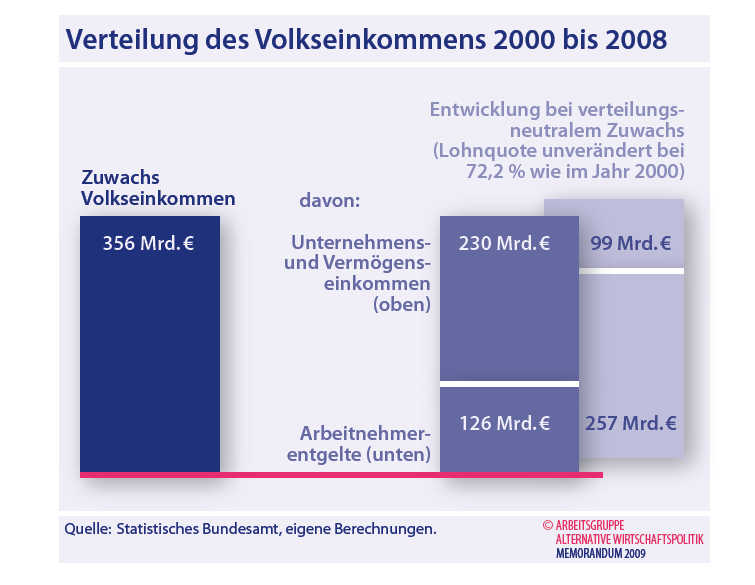 Verteilung des Volkseinkommens 2000 bis 2008
Entwicklung bei verteilungs-
neutralem Zuwachs
(Lohnquote unverändert bei
72,2 % wie im Jahr 2000)
Zuwachs
Volkseinkommen
356 Mrd. €
davon:
Unternehmens-
und Vermögens-
einkommen
(oben)
230 Mrd. €
99 Mrd. €
Arbeitnehmer-
entgelte (unten)
126 Mrd. €
257 Mrd. €
Quelle: Statistisches Bundesamt, eigene Berechnungen.
© ARBEITSGRUPPE
ALTERNATIVE WIRTSCHAFTSPOLITIK
MEMORANDUM 2009